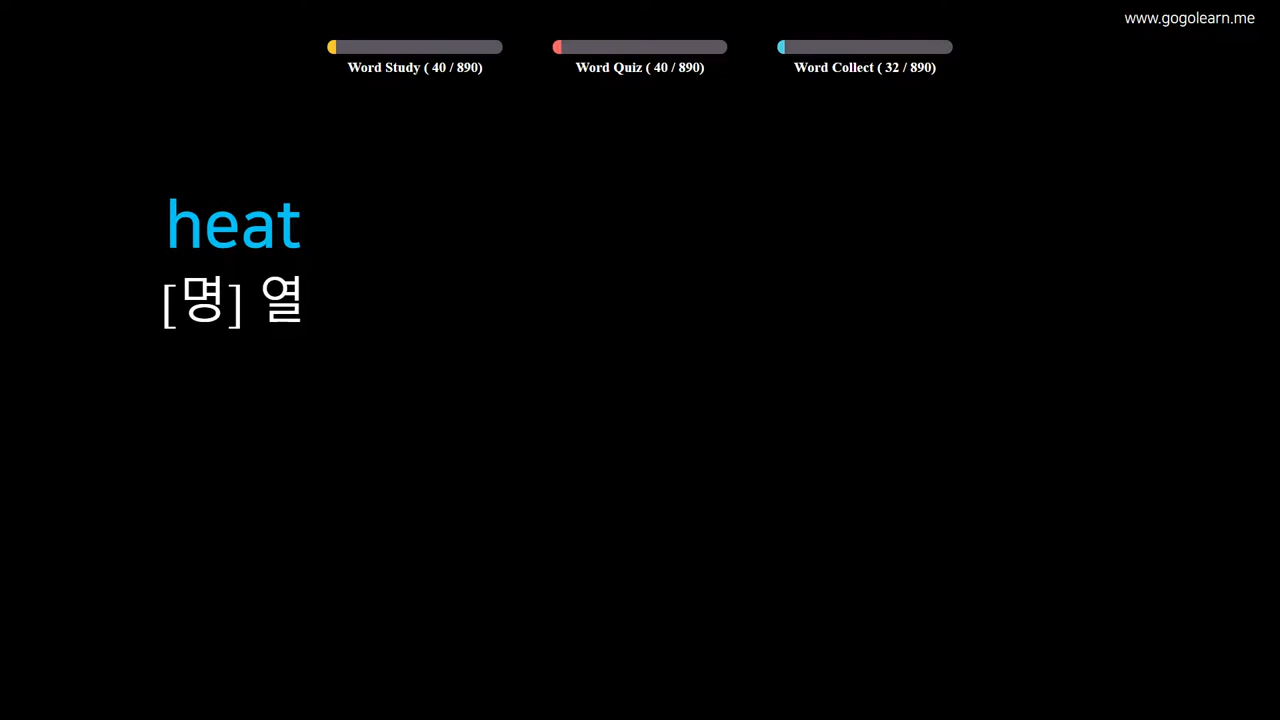 www.gogolearn.me
Word Study ( 40 / 890)
Word Quiz ( 40 / 890)
Word Collect ( 32 / 890)
heat
[명] 열